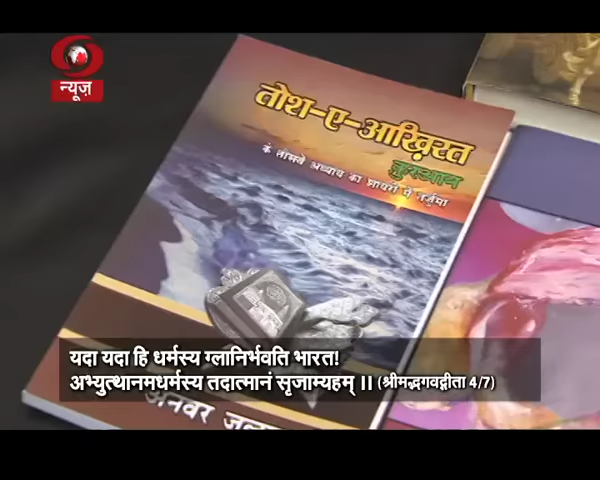 न्यूज़
तोश-ए-आख़िरत
क़ुरआन
के तीसवें अध्याय का शायरी में तर्जुमा
यदा यदा हि धर्मस्य ग्लानिर्भवति भारत!
अभ्युत्थानमधर्मस्य तदात्मानं सृजाम्यहम् ॥ (श्रीमद्भगवद्गीता 4/7)
अनवर